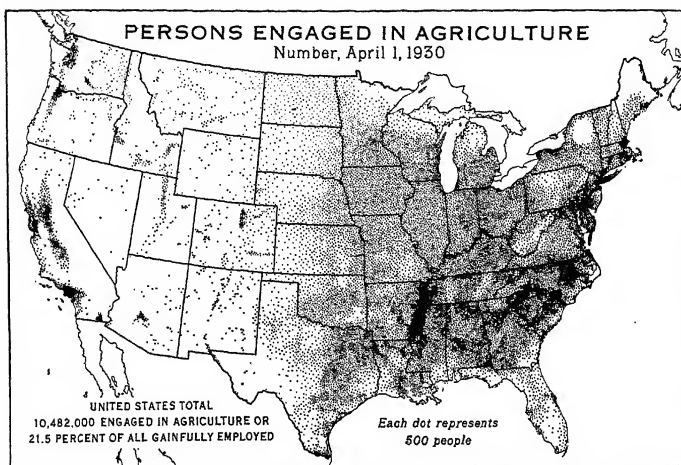 PERSONS ENGAGED IN AGRICULTURE
Number, April 1, 1930
UNITED STATES TOTAL
10,482,000 ENGAGED IN AGRICULTURE OR
21.5 PERCENT OF ALL GAINFULLY EMPLOYED
Each dot represents
500 people